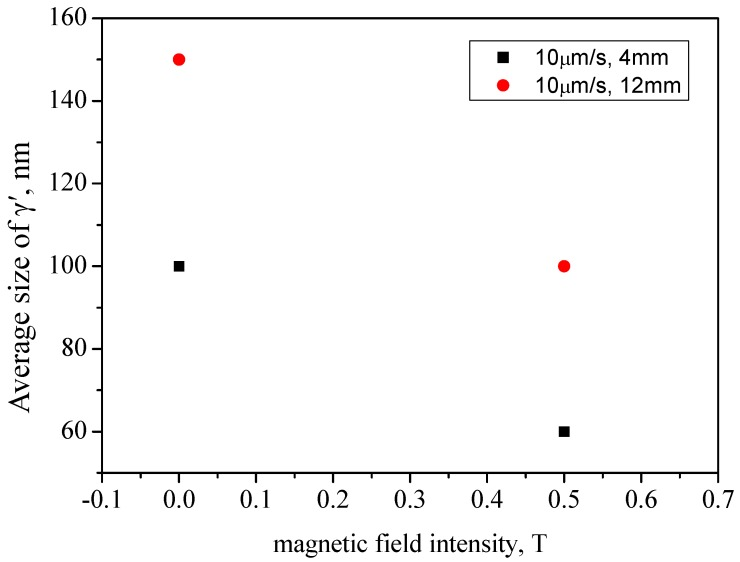 160
140
120
100
80
60
Average size of γ′, nm
10μm/s, 4mm
10μm/s, 12mm
-0.1 0.0 0.1 0.2 0.3 0.4 0.5 0.6 0.7
magnetic field intensity, T